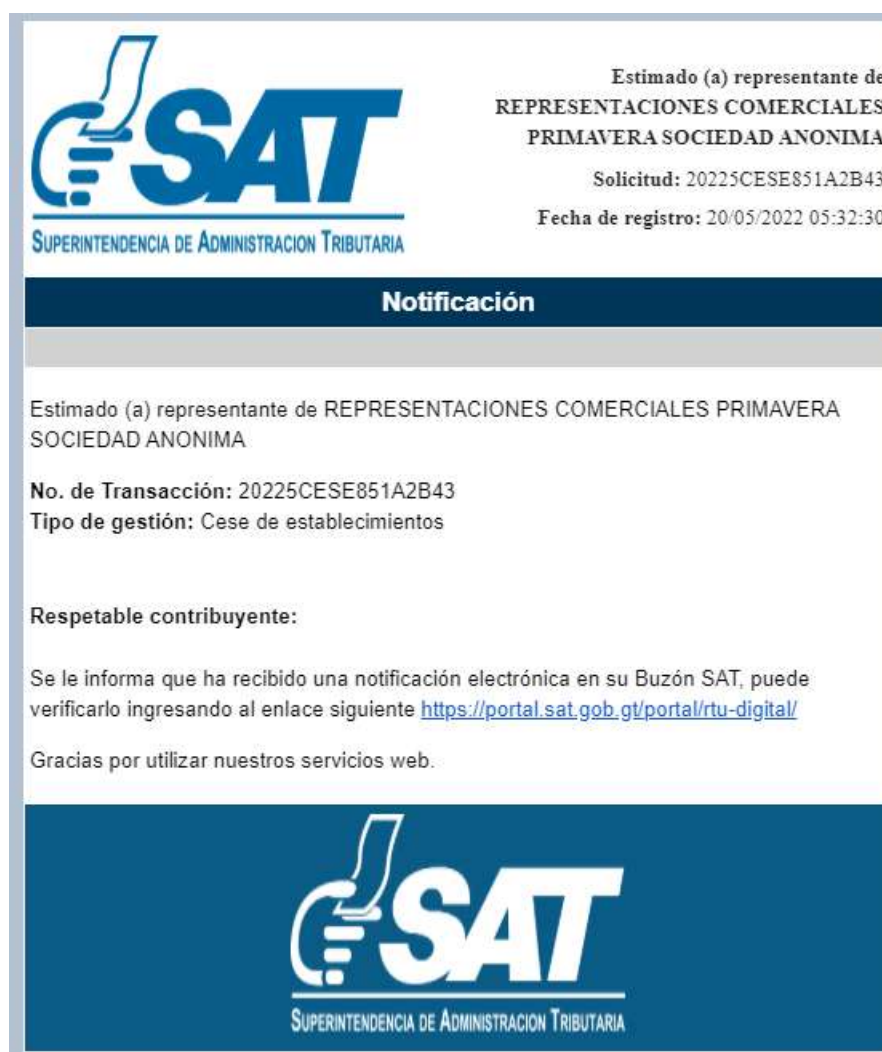 SAT
SUPERINTENDENCIA DE ADMINISTRACION TRIBUTARIA
Estimado (a) representante de
REPRESENTACIONES COMERCIALES
PRIMAVERA SOCIEDAD ANONIMA
Solicitud: 20225CESE851A2B43
Fecha de registro: 20/05/2022 05:32:30
Notificación
Estimado (a) representante de REPRESENTACIONES COMERCIALES PRIMAVERA
SOCIEDAD ANONIMA
No. de Transacción: 20225CESE851A2B43
Tipo de gestión: Cese de establecimientos
Respetable contribuyente:
Se le informa que ha recibido una notificación electrónica en su Buzón SAT, puede
verificarlo ingresando al enlace siguiente https://portal.sat.gob.gt/portal/rtu-digital/
Gracias por utilizar nuestros servicios web.
SAT
SUPERINTENDENCIA DE ADMINISTRACION TRIBUTARIA